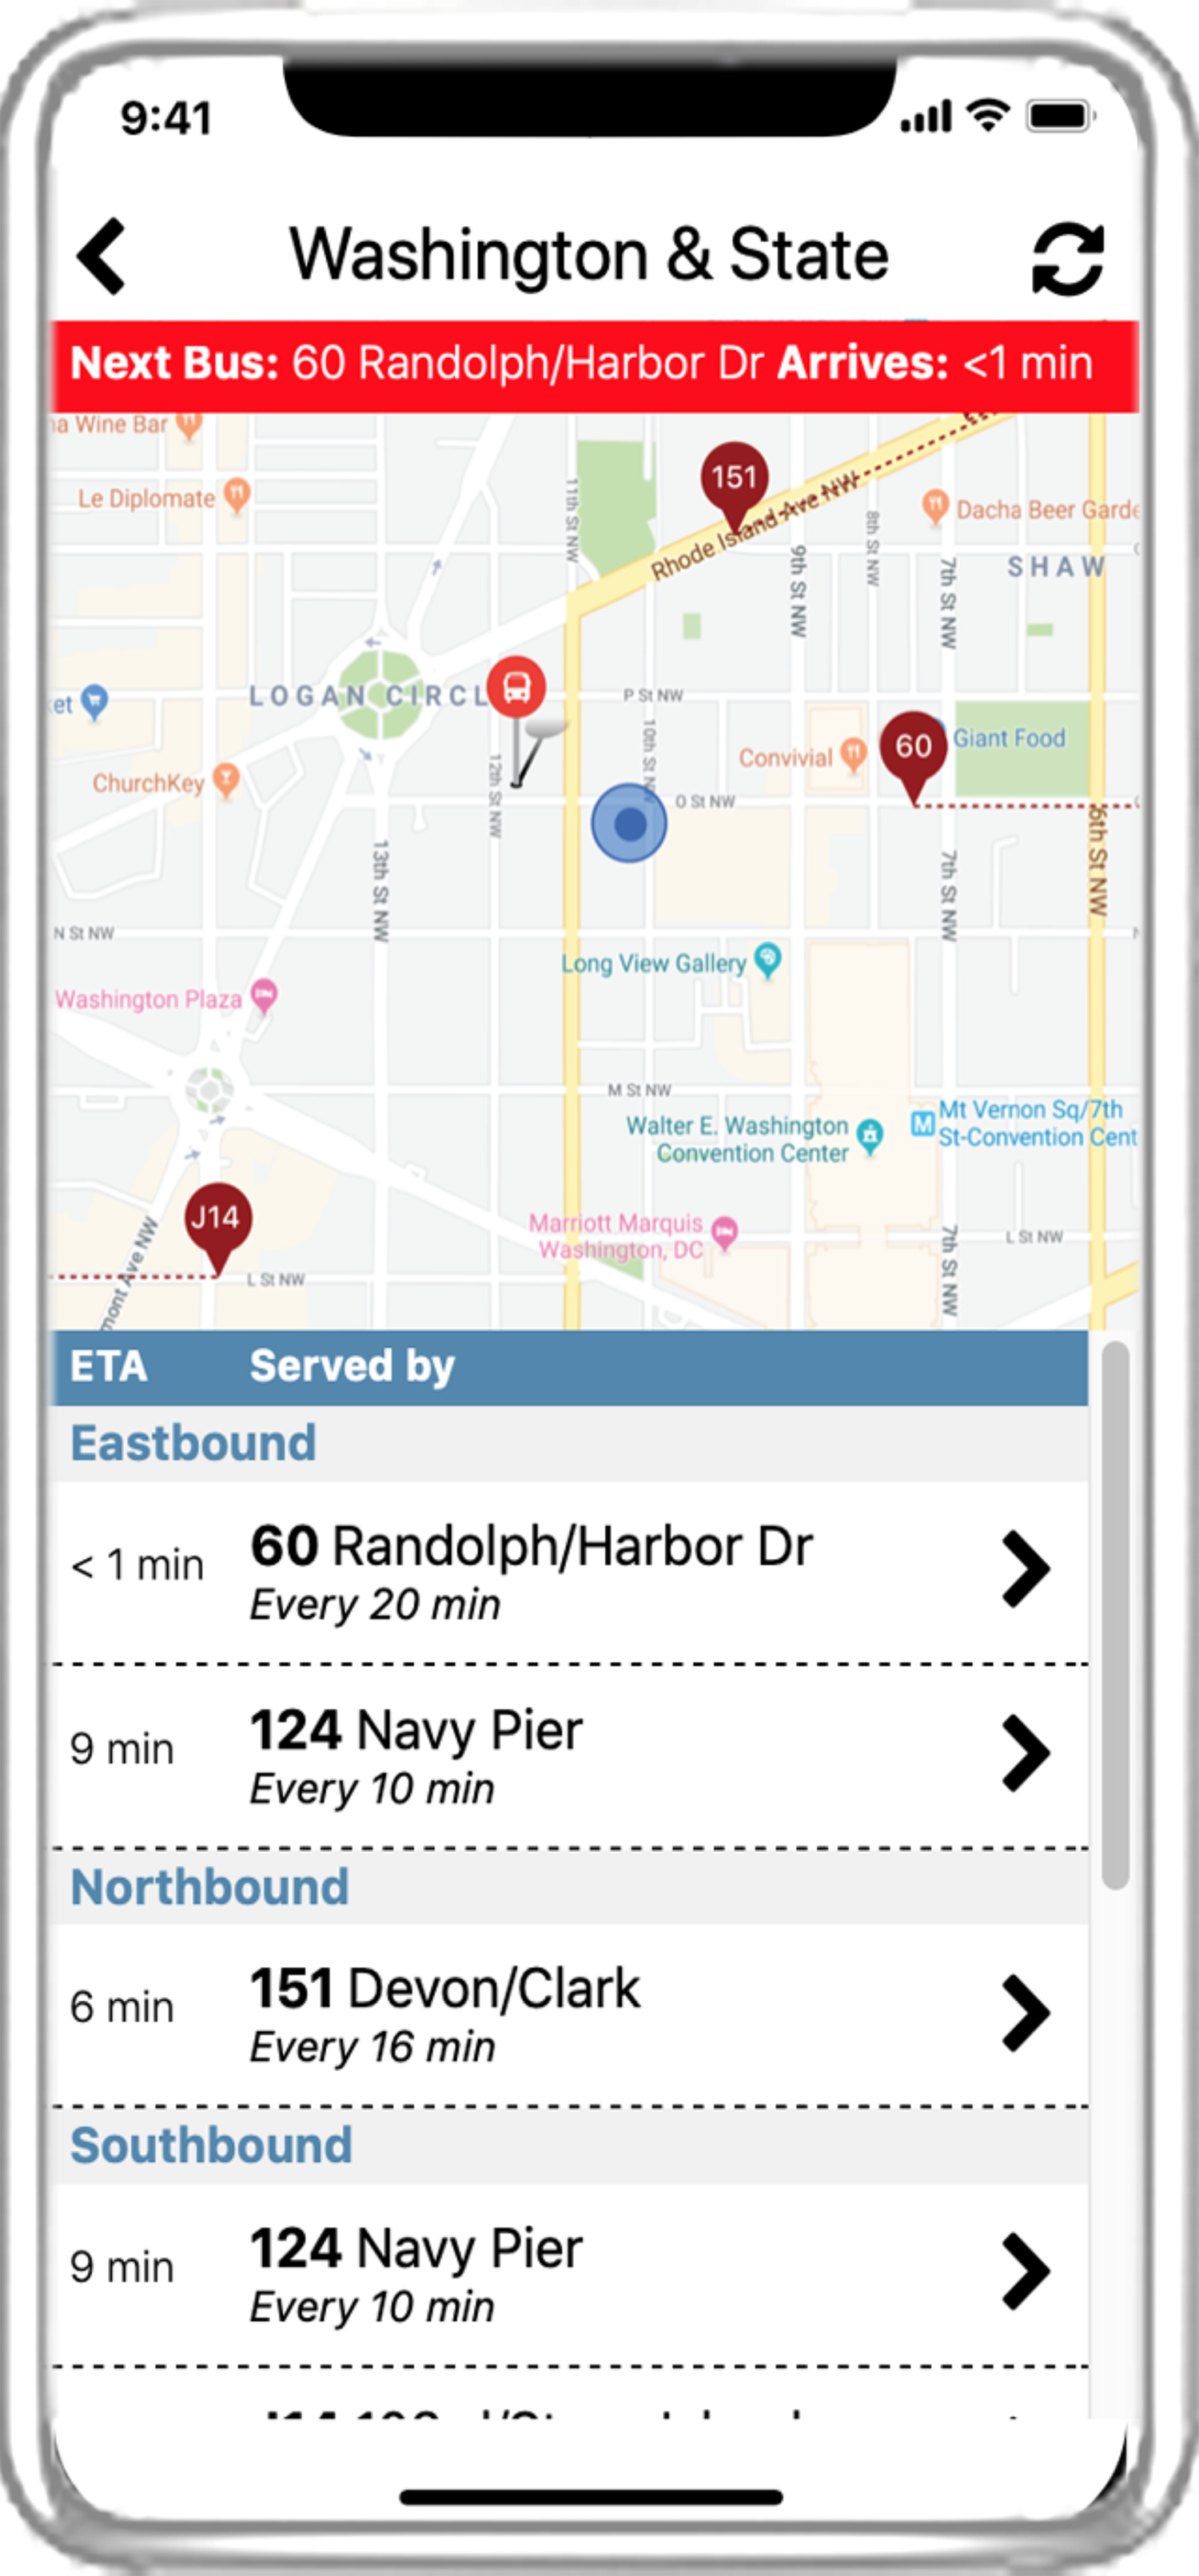 9:41
Washington & State
Next Bus: 60 Randolph/Harbor Dr Arrives: <1 min
na Wine Bar
Le Diplomate
11th St NW
151
Rhode Island Ave NW
9th St NW
8th St NW
Dacha Beer Garde
SHAW
7th St NW
LOGAN CIRCL
ket
P St NW
10th St NW
60
Giant Food
Convivial
ChurchKey
12th St NW
O St NW
13th St NW
7th St NW
6th St NW
N St NW
Long View Gallery
Washington Plaza
M St NW
Walter E. Washington
Convention Center
M
Mt Vernon Sq/7th
St-Convention Cent
J14
mont Ave NW
Marriott Marquis
Washington, DC
L St NW
L St NW
7th St NW
ETA Served by
Eastbound
< 1 min
60 Randolph/Harbor Dr
Every 20 min
9 min
124 Navy Pier
Every 10 min
Northbound
6 min
151 Devon/Clark
Every 16 min
Southbound
9 min
124 Navy Pier
Every 10 min